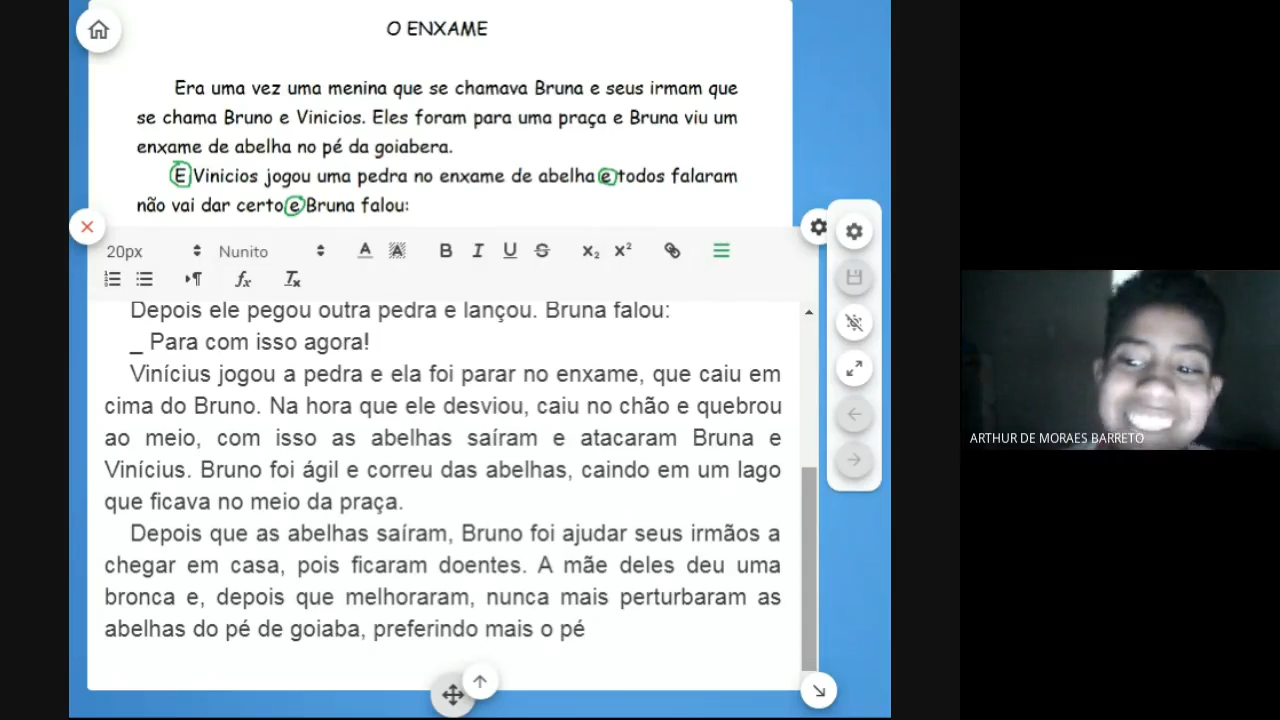 O ENXAME
Era uma vez uma menina que se chamava Bruna e seus irmam que
se chama Bruno e Vinicios. Eles foram para uma praça e Bruna viu um
enxame de abelha no pé da goiabera.
E Vinicios jogou uma pedra no enxame de abelha e todos falaram
não vai dar certo e Bruna falou:
20px Nunito A A B I U S X₂ X²
fx Tx
Depois ele pegou outra pedra e lançou. Bruna falou:
_ Para com isso agora!
Vinícius jogou a pedra e ela foi parar no enxame, que caiu em
cima do Bruno. Na hora que ele desviou, caiu no chão e quebrou
ao meio, com isso as abelhas saíram e atacaram Bruna e
Vinícius. Bruno foi ágil e correu das abelhas, caindo em um lago
que ficava no meio da praça.
Depois que as abelhas saíram, Bruno foi ajudar seus irmãos a
chegar em casa, pois ficaram doentes. A mãe deles deu uma
bronca e, depois que melhoraram, nunca mais perturbaram as
abelhas do pé de goiaba, preferindo mais o pé
ARTHUR DE MORAES BARRETO